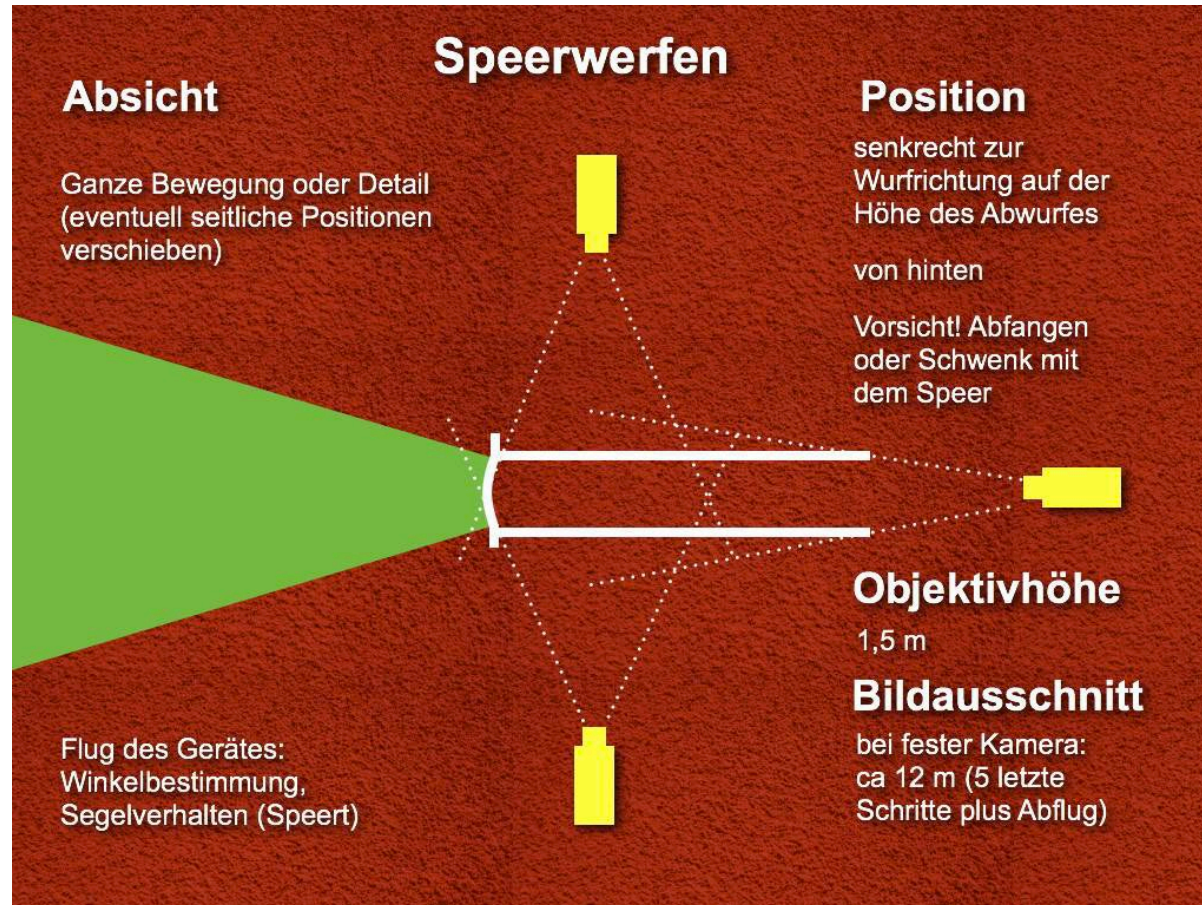 Speerwerfen
Absicht
Ganze Bewegung oder Detail
(eventuell seitliche Positionen
verschieben)
Flug des Gerätes:
Winkelbestimmung,
Segelverhalten (Speert)
Position
senkrecht zur
Wurfrichtung auf der
Höhe des Abwurfes
von hinten
Vorsicht! Abfangen
oder Schwenk mit
dem Speer
Objektivhöhe
1,5 m
Bildausschnitt
bei fester Kamera:
ca 12 m (5 letzte
Schritte plus Abflug)